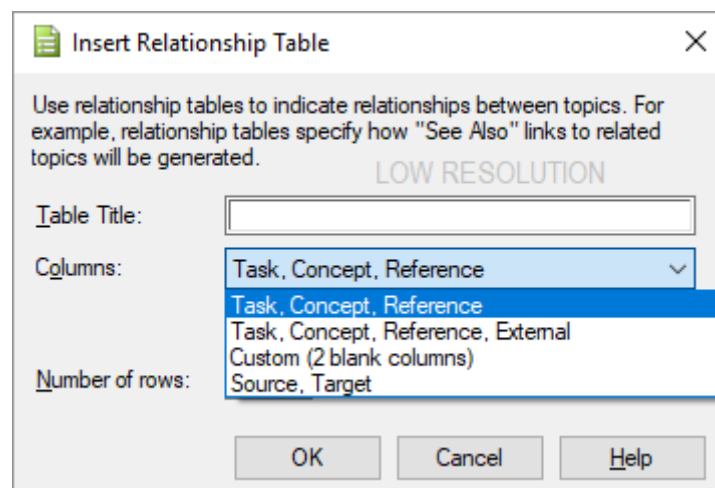 Insert Relationship Table
Use relationship tables to indicate relationships between topics. For
example, relationship tables specify how "See Also" links to related
topics will be generated.
LOW RESOLUTION
Table Title:
Columns:
Task, Concept, Reference
Task, Concept, Reference
Task, Concept, Reference, External
Custom (2 blank columns)
Number of rows:
Source, Target
OK
Cancel
Help